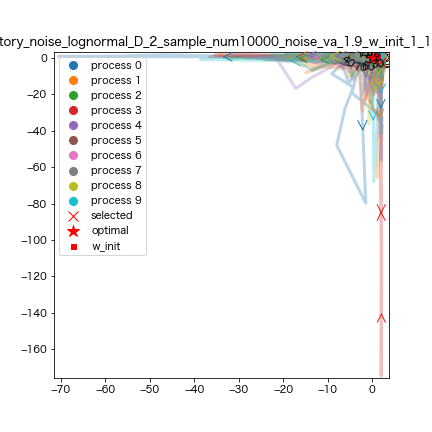 tory_noise_lognormal_D_2_sample_num10000_noise_va_1.9_w_init_1_1
0
−20
−40
−60
−80
−100
−120
−140
−160
process 0
process 1
process 2
process 3
process 4
process 5
process 6
process 7
process 8
process 9
selected
optimal
w_init
−70 −60 −50 −40 −30 −20 −10 0